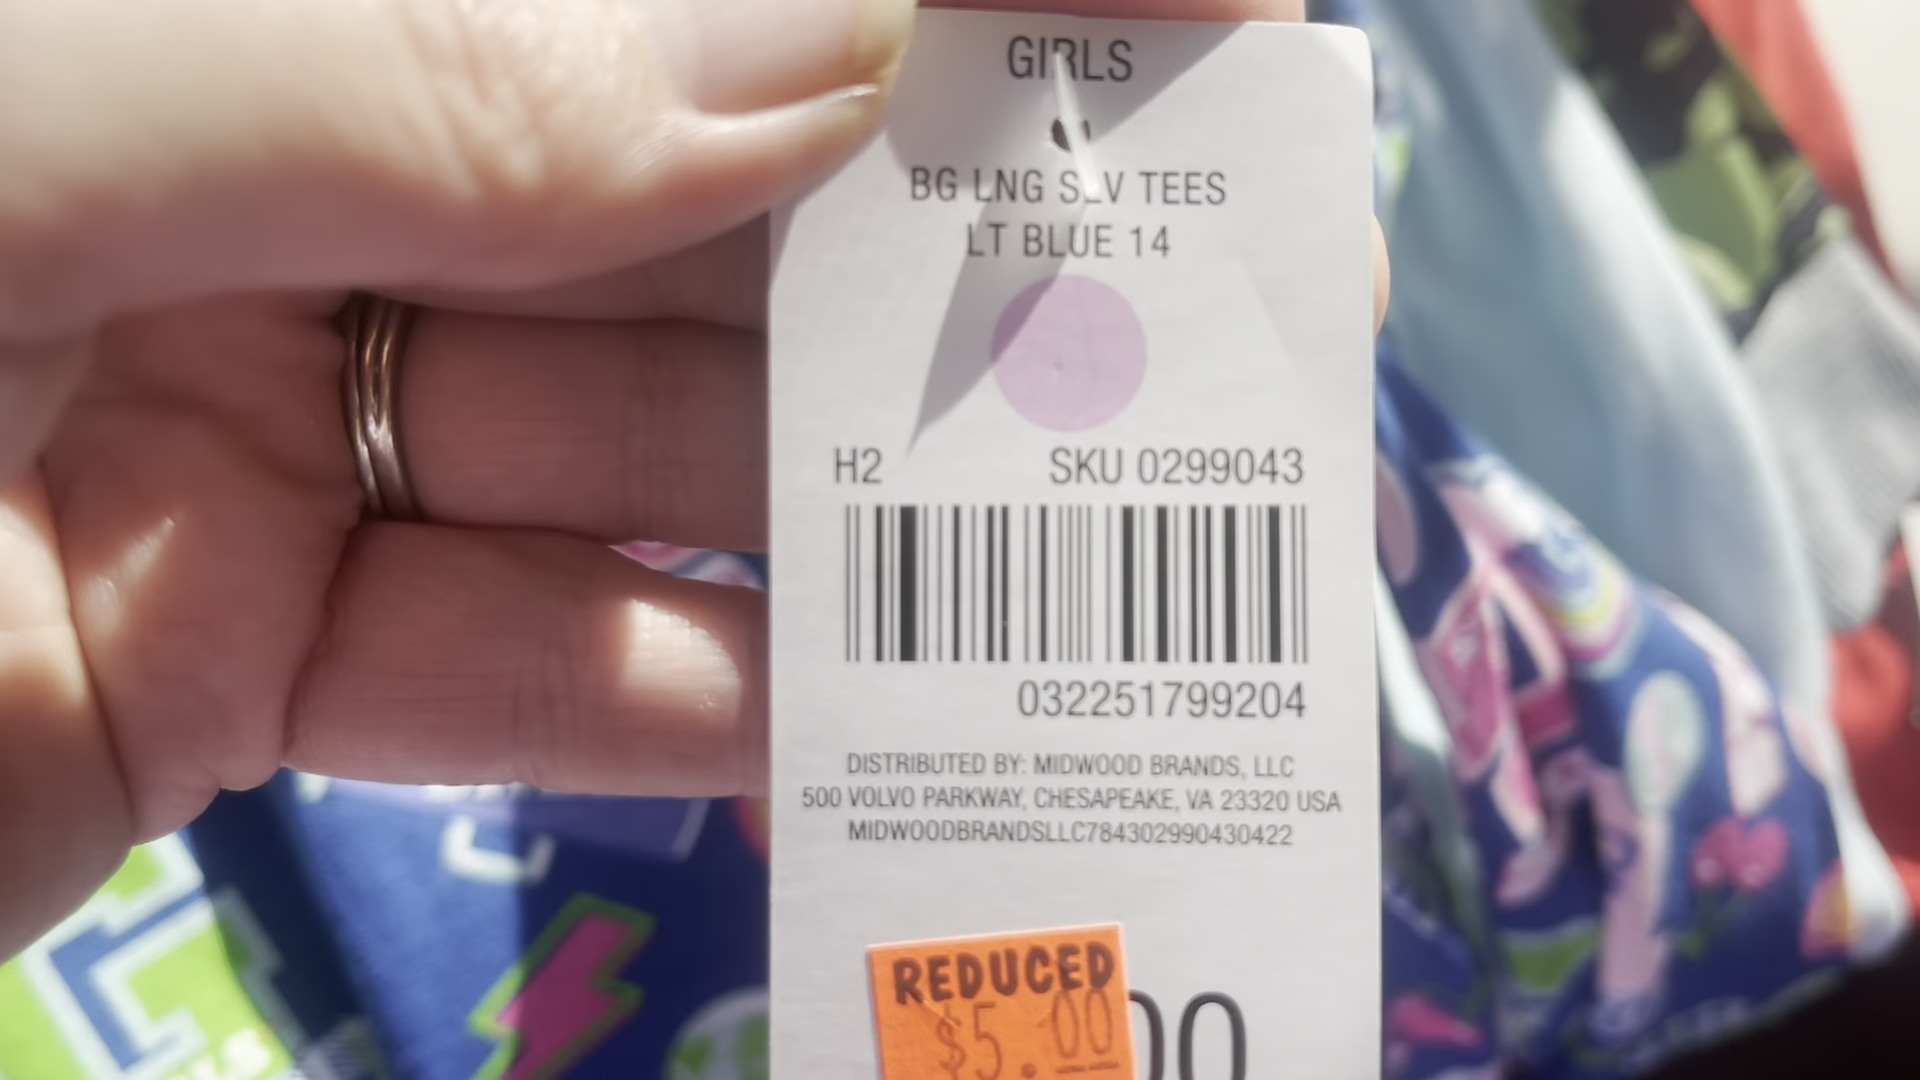 GIRLS
BG LNG SLV TEES
LT BLUE 14
H2 SKU 0299043
032251799204
DISTRIBUTED BY: MIDWOOD BRANDS, LLC
500 VOLVO PARKWAY, CHESAPEAKE, VA 23320 USA
MIDWOODBRANDSLLC784302990430422
REDUCED
$5.00